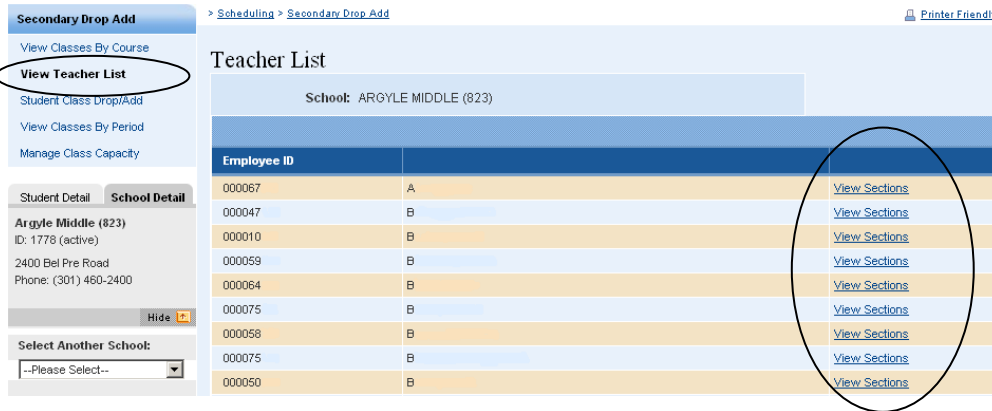 Secondary Drop Add
View Classes By Course
View Teacher List
Student Class Drop/Add
View Classes By Period
Manage Class Capacity
Student Detail School Detail
Argyle Middle (823)
ID: 1778 (active)
2400 Bel Pre Road
Phone: (301) 460-2400
Hide
Select Another School:
--Please Select--
> Scheduling > Secondary Drop Add
Printer Friendl
Teacher List
School: ARGYLE MIDDLE (823)
Employee ID
000067 A View Sections
000047 B View Sections
000010 B View Sections
000059 B View Sections
000064 B View Sections
000075 B View Sections
000058 B View Sections
000075 B View Sections
000050 B View Sections